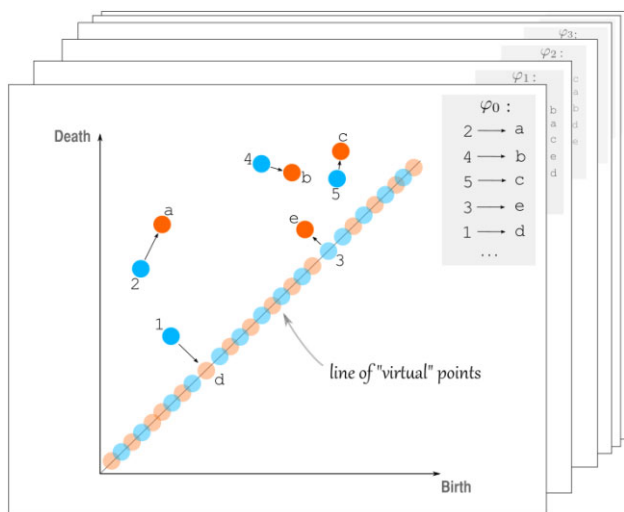 φ₃:
φ₂:
c
a
b
d
e
φ₁:
b
a
c
e
d
φ₀ :
2 → a
4 → b
5 → c
3 → e
1 → d
...
Death
4
b
c
5
a
2
e
3
1
d
line of "virtual" points
Birth